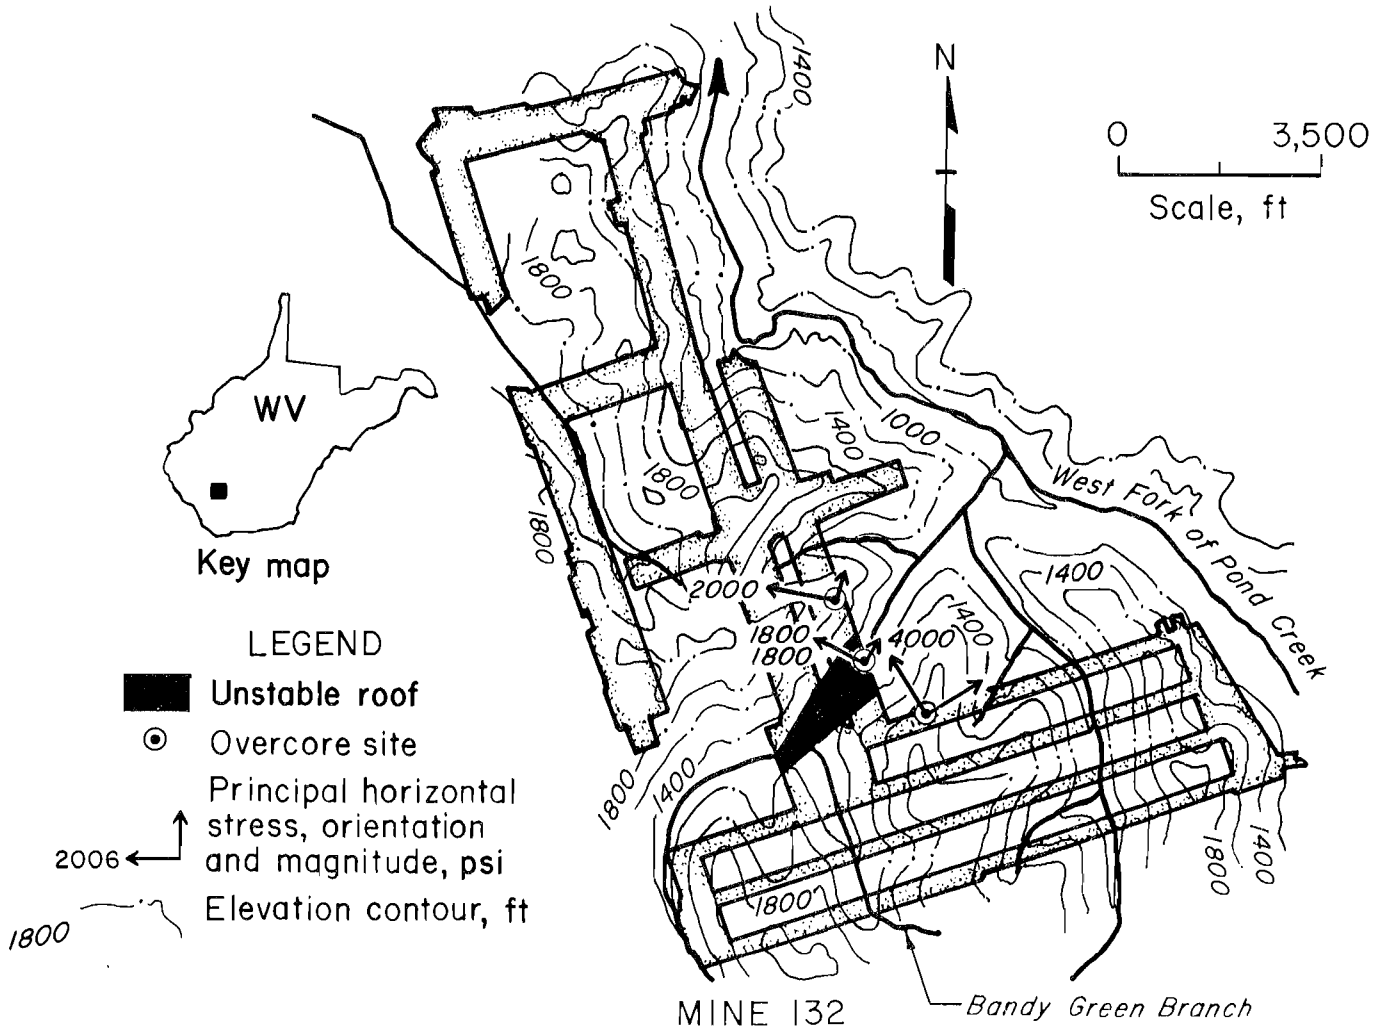 1400
N
0 3,500
Scale, ft
1800
WV
1000
1400
1800
1800
West Fork of Pond Creek
Key map
2000
1400
1400
1800
1800
4000
LEGEND
Unstable roof
Overcore site
Principal horizontal
stress, orientation
and magnitude, psi
2006
Elevation contour, ft
1800
1800
1400
1800
1800
1400
MINE 132
Bandy Green Branch